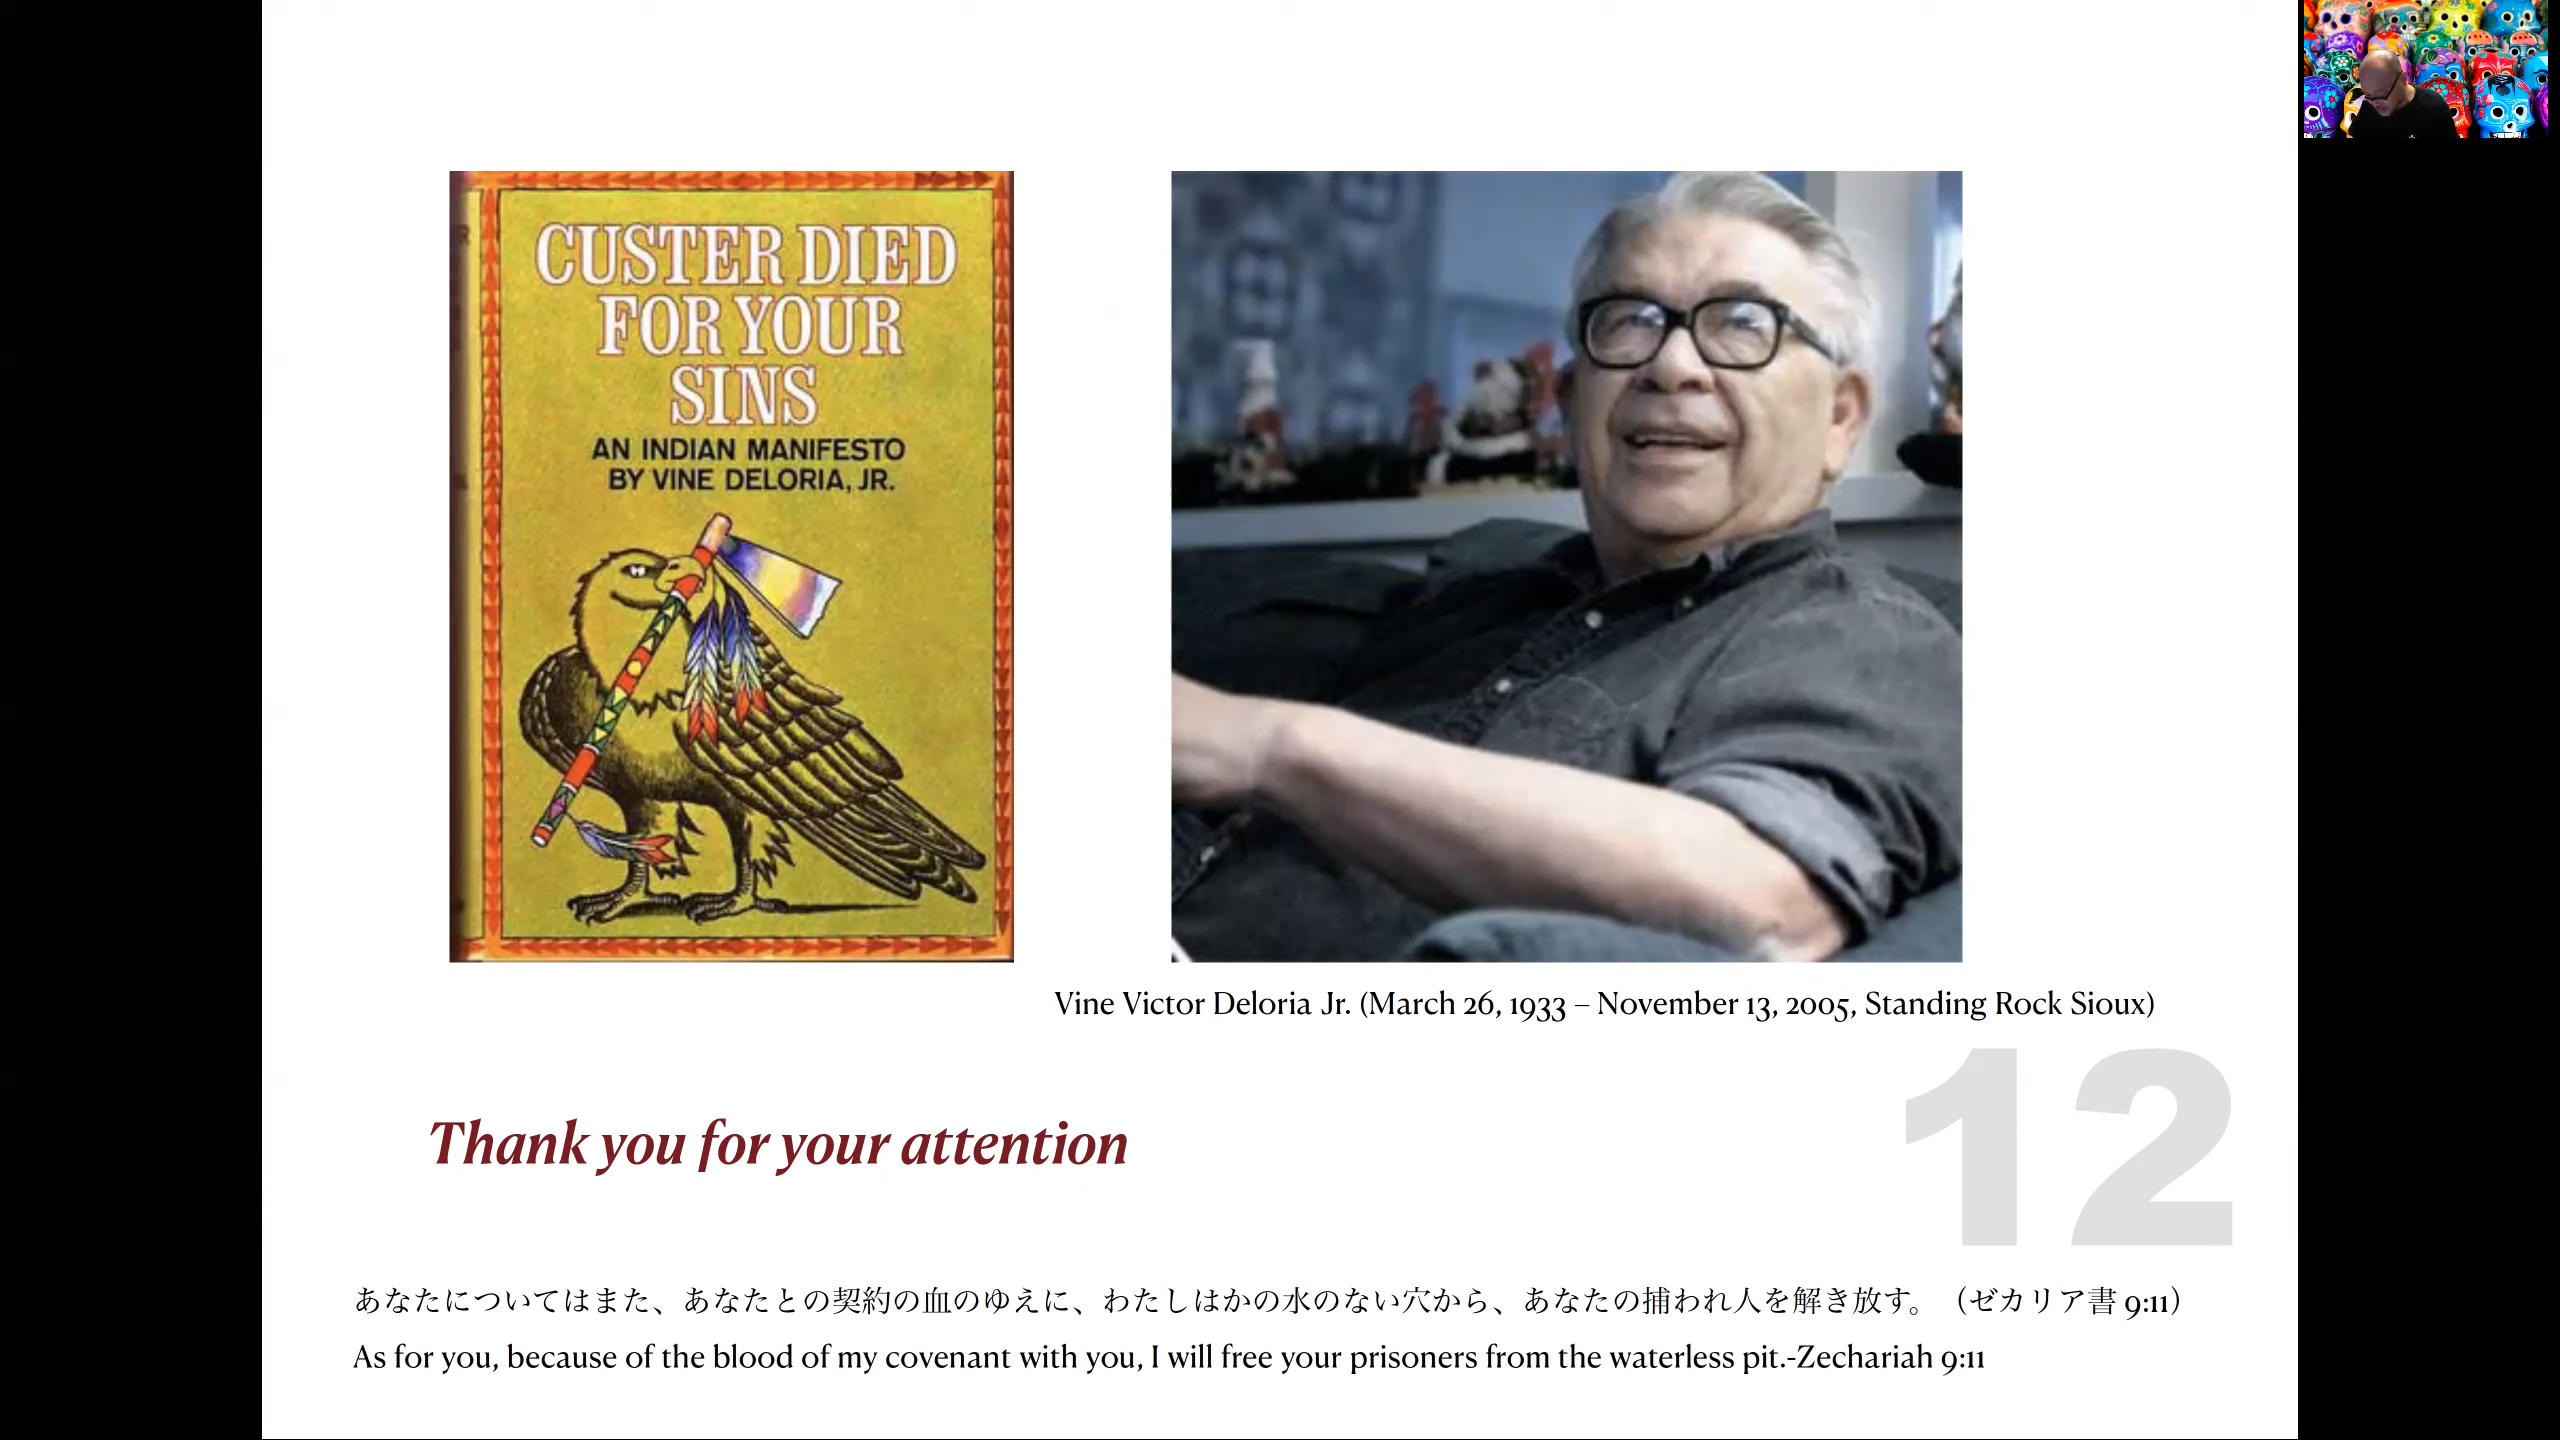 CUSTER DIED
FOR YOUR
SINS
AN INDIAN MANIFESTO
BY VINE DELORIA, JR.
Vine Victor Deloria Jr. (March 26, 1933 – November 13, 2005, Standing Rock Sioux)
12
Thank you for your attention
あなたについてはまた、あなたとの契約の血のゆえに、わたしはかの水のない穴から、あなたの捕われ人を解き放す。（ゼカリア書 9:11）
As for you, because of the blood of my covenant with you, I will free your prisoners from the waterless pit.-Zechariah 9:11